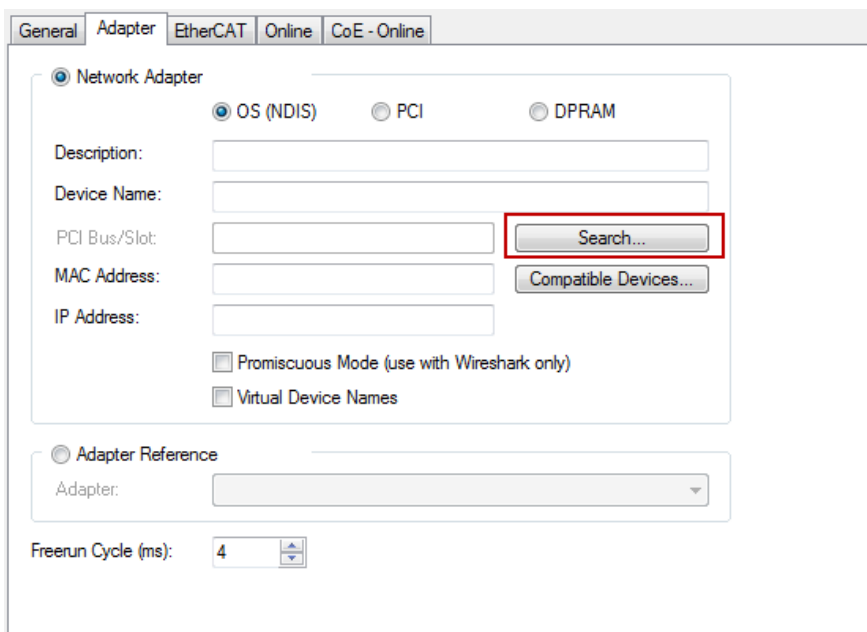 General Adapter EtherCAT Online CoE - Online
Network Adapter
OS (NDIS) PCI DPRAM
Description:
Device Name:
PCI Bus/Slot: Search...
MAC Address: Compatible Devices...
IP Address:
Promiscuous Mode (use with Wireshark only)
Virtual Device Names
Adapter Reference
Adapter:
Freerun Cycle (ms): 4